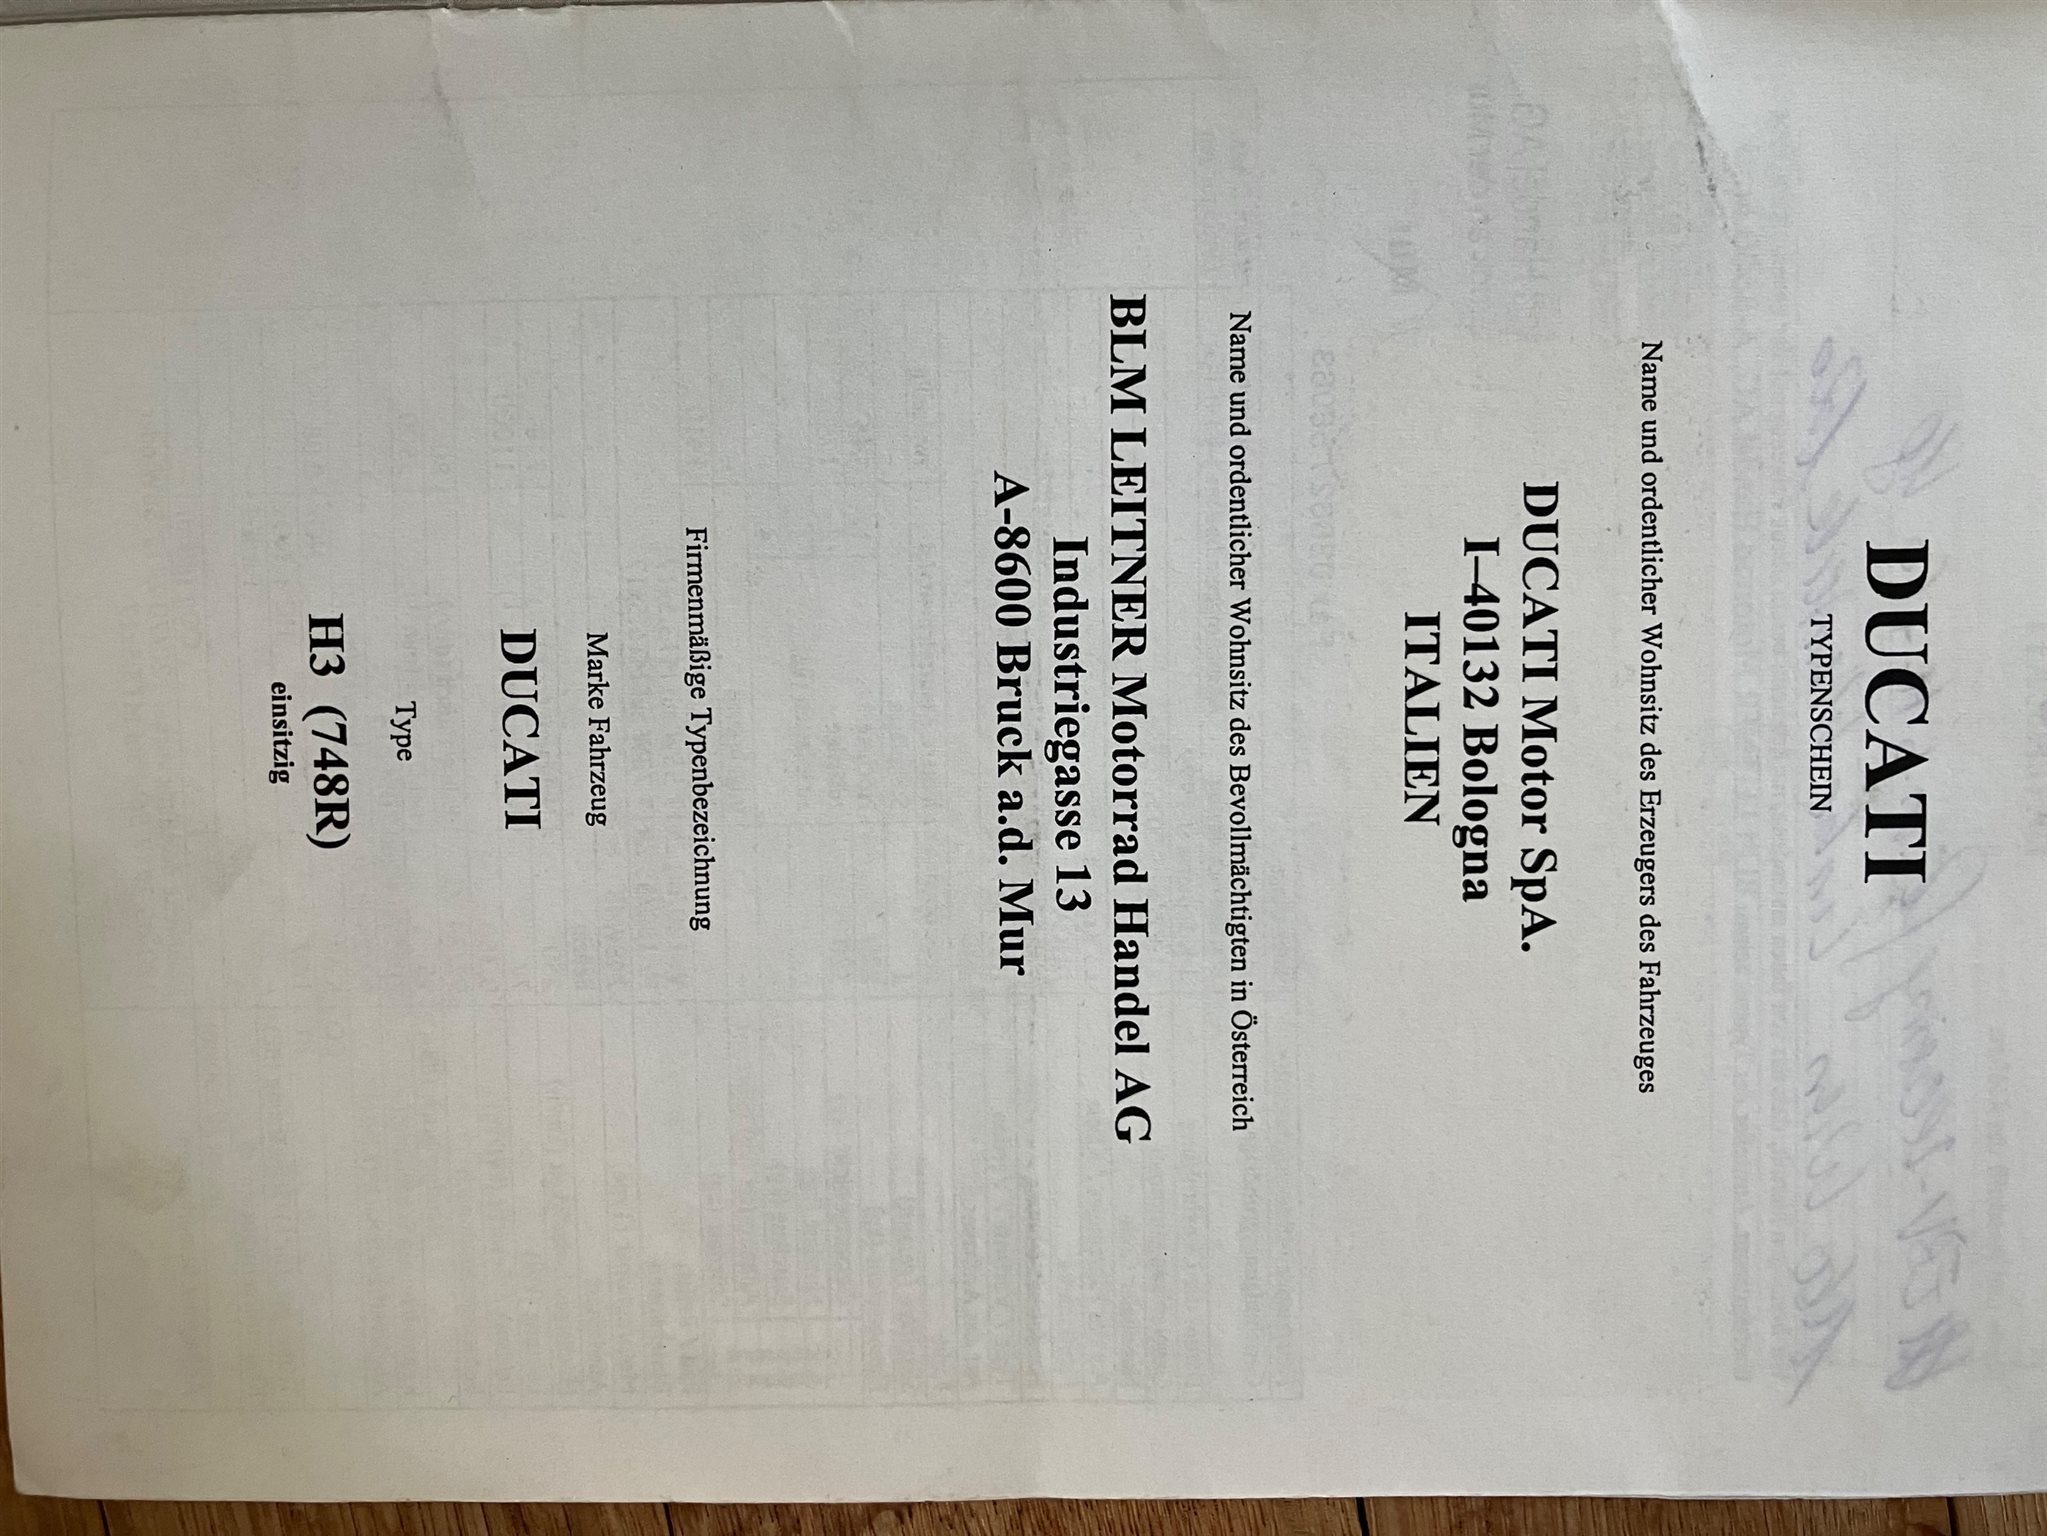 DUCATI
TYPENSCHEIN
Name und ordentlicher Wohnsitz des Erzeugers des Fahrzeuges
DUCATI Motor SpA.
I–40132 Bologna
ITALIEN
Name und ordentlicher Wohnsitz des Bevollmächtigten in Österreich
BLM LEITNER Motorrad Handel AG
Industriegasse 13
A-8600 Bruck a.d. Mur
Firmenmäßige Typenbezeichnung
Marke Fahrzeug
DUCATI
Type
H3 (748R)
einsitzig